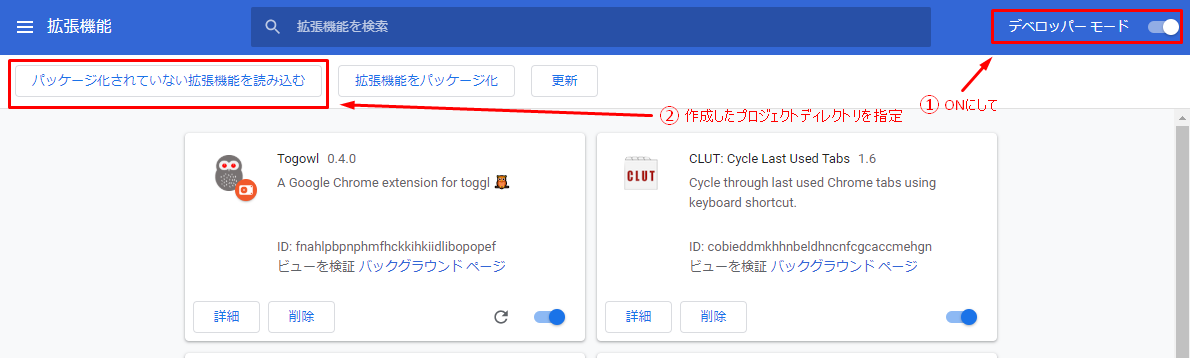 拡張機能
拡張機能を検索
デベロッパー モード
パッケージ化されていない拡張機能を読み込む
拡張機能をパッケージ化
更新
① ONにして
② 作成したプロジェクトディレクトリを指定
Togowl 0.4.0
A Google Chrome extension for toggl
ID: fnahlpbpnphmfhckkihkiidlibopopef
ビューを検証 バックグラウンド ページ
詳細
削除
CLUT
CLUT: Cycle Last Used Tabs 1.6
Cycle through last used Chrome tabs using
keyboard shortcut.
ID: cobieddmkhhnbeldhncnfcgcaccmehgn
ビューを検証 バックグラウンド ページ
詳細
削除